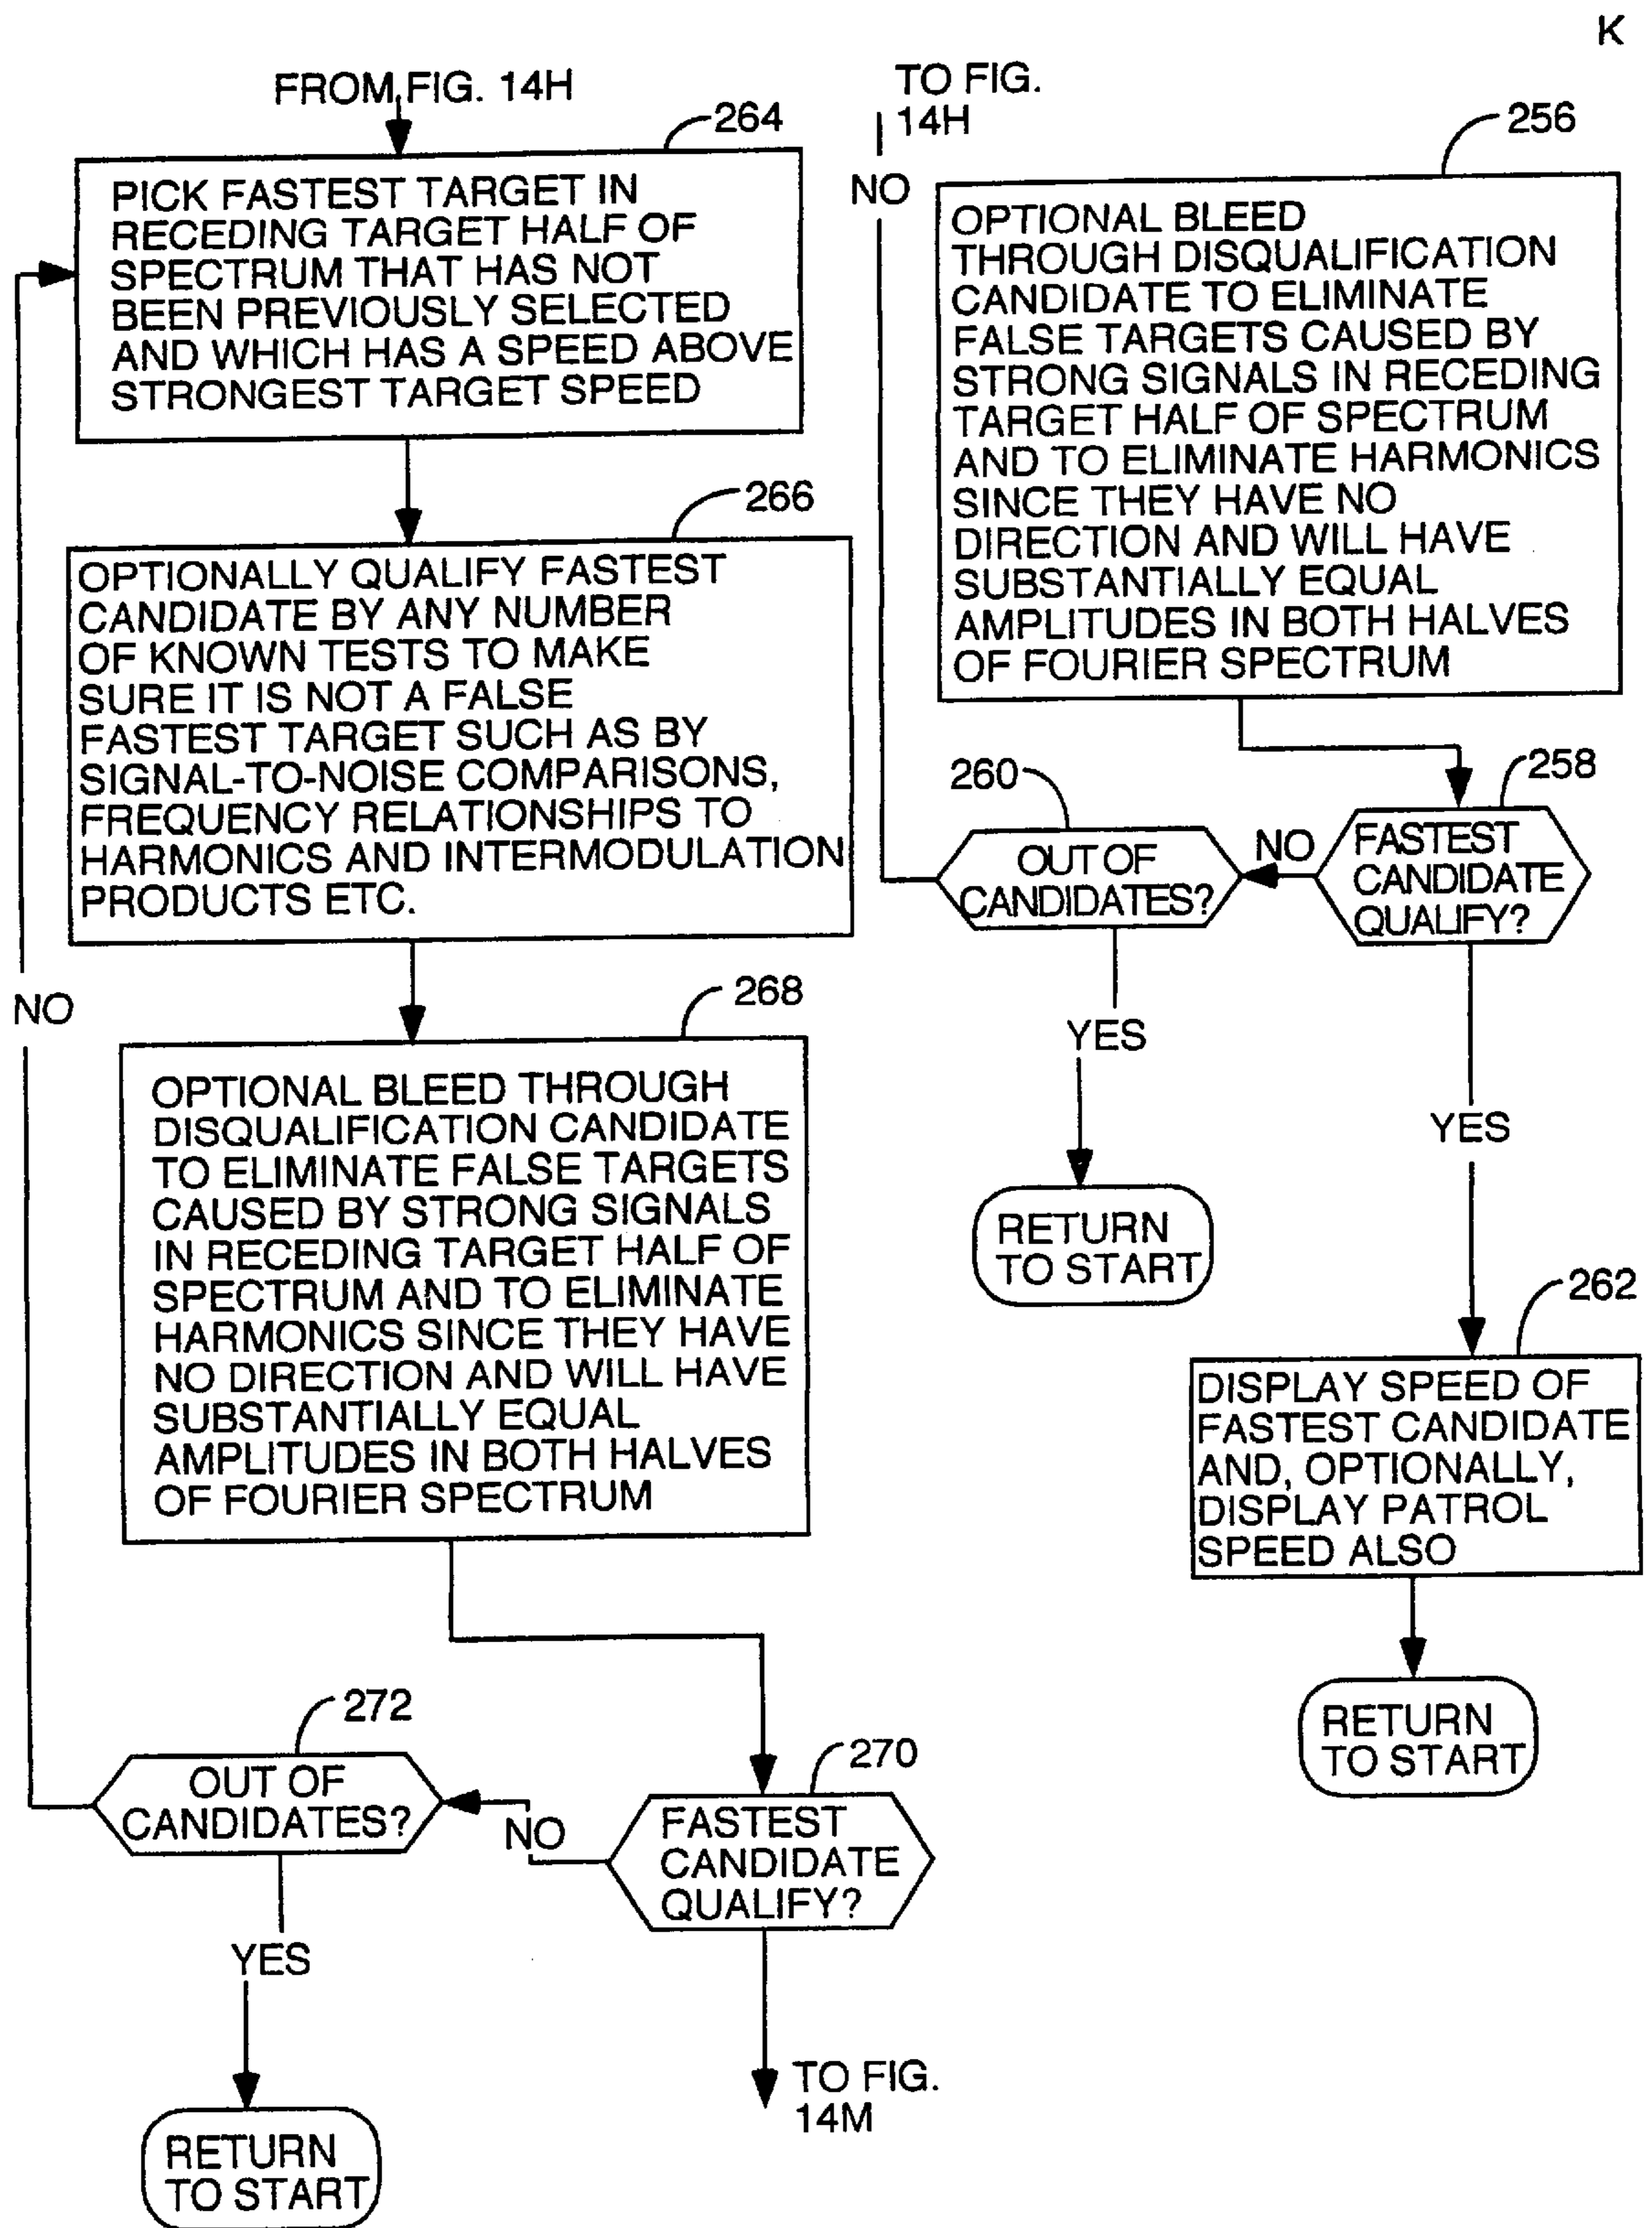 K
FROM FIG. 14H
264
PICK FASTEST TARGET IN
RECEDING TARGET HALF OF
SPECTRUM THAT HAS NOT
BEEN PREVIOUSLY SELECTED
AND WHICH HAS A SPEED ABOVE
STRONGEST TARGET SPEED
266
OPTIONALLY QUALIFY FASTEST
CANDIDATE BY ANY NUMBER
OF KNOWN TESTS TO MAKE
SURE IT IS NOT A FALSE
FASTEST TARGET SUCH AS BY
SIGNAL-TO-NOISE COMPARISONS,
FREQUENCY RELATIONSHIPS TO
HARMONICS AND INTERMODULATION
PRODUCTS ETC.
NO
268
OPTIONAL BLEED THROUGH
DISQUALIFICATION CANDIDATE
TO ELIMINATE FALSE TARGETS
CAUSED BY STRONG SIGNALS
IN RECEDING TARGET HALF OF
SPECTRUM AND TO ELIMINATE
HARMONICS SINCE THEY HAVE
NO DIRECTION AND WILL HAVE
SUBSTANTIALLY EQUAL
AMPLITUDES IN BOTH HALVES
OF FOURIER SPECTRUM
272
OUT OF
CANDIDATES?
NO
270
FASTEST
CANDIDATE
QUALIFY?
YES
RETURN
TO START
TO FIG.
14M
TO FIG.
14H
NO
256
OPTIONAL BLEED
THROUGH DISQUALIFICATION
CANDIDATE TO ELIMINATE
FALSE TARGETS CAUSED BY
STRONG SIGNALS IN RECEDING
TARGET HALF OF SPECTRUM
AND TO ELIMINATE HARMONICS
SINCE THEY HAVE NO
DIRECTION AND WILL HAVE
SUBSTANTIALLY EQUAL
AMPLITUDES IN BOTH HALVES
OF FOURIER SPECTRUM
260
OUT OF
CANDIDATES?
NO
258
FASTEST
CANDIDATE
QUALIFY?
YES
RETURN
TO START
YES
262
DISPLAY SPEED OF
FASTEST CANDIDATE
AND, OPTIONALLY,
DISPLAY PATROL
SPEED ALSO
RETURN
TO START